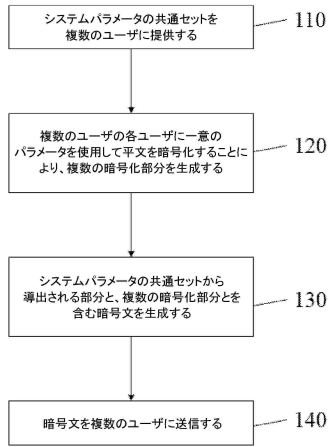 システムパラメータの共通セットを
複数のユーザに提供する
110
複数のユーザの各ユーザに一意の
パラメータを使用して平文を暗号化することに
より、複数の暗号化部分を生成する
120
システムパラメータの共通セットから
導出される部分と、複数の暗号化部分とを
含む暗号文を生成する
130
暗号文を複数のユーザに送信する
140